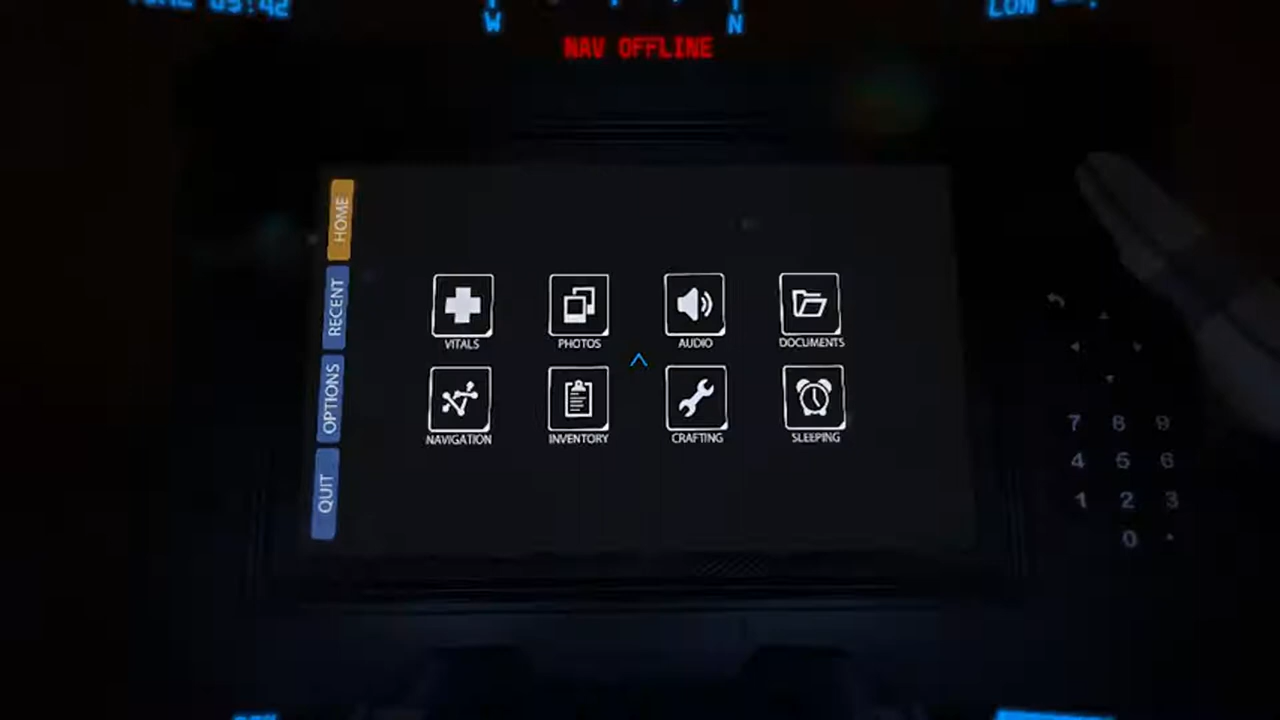 W
N
NAV OFFLINE
HOME
RECENT
OPTIONS
QUIT
VITALS
PHOTOS
AUDIO
DOCUMENTS
NAVIGATION
INVENTORY
CRAFTING
SLEEPING
7 8 9
4 5 6
1 2 3
0 .